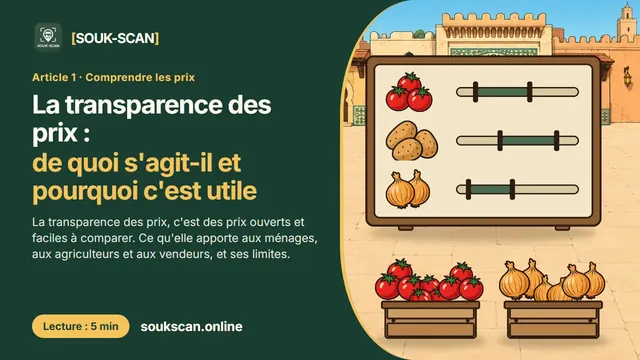 SOUK-SCAN
[SOUK-SCAN]
Article 1 · Comprendre les prix
La transparence des
prix :
de quoi s'agit-il et
pourquoi c'est utile
La transparence des prix, c'est des prix ouverts et
faciles à comparer. Ce qu'elle apporte aux ménages,
aux agriculteurs et aux vendeurs, et ses limites.
Lecture : 5 min
soukscan.online